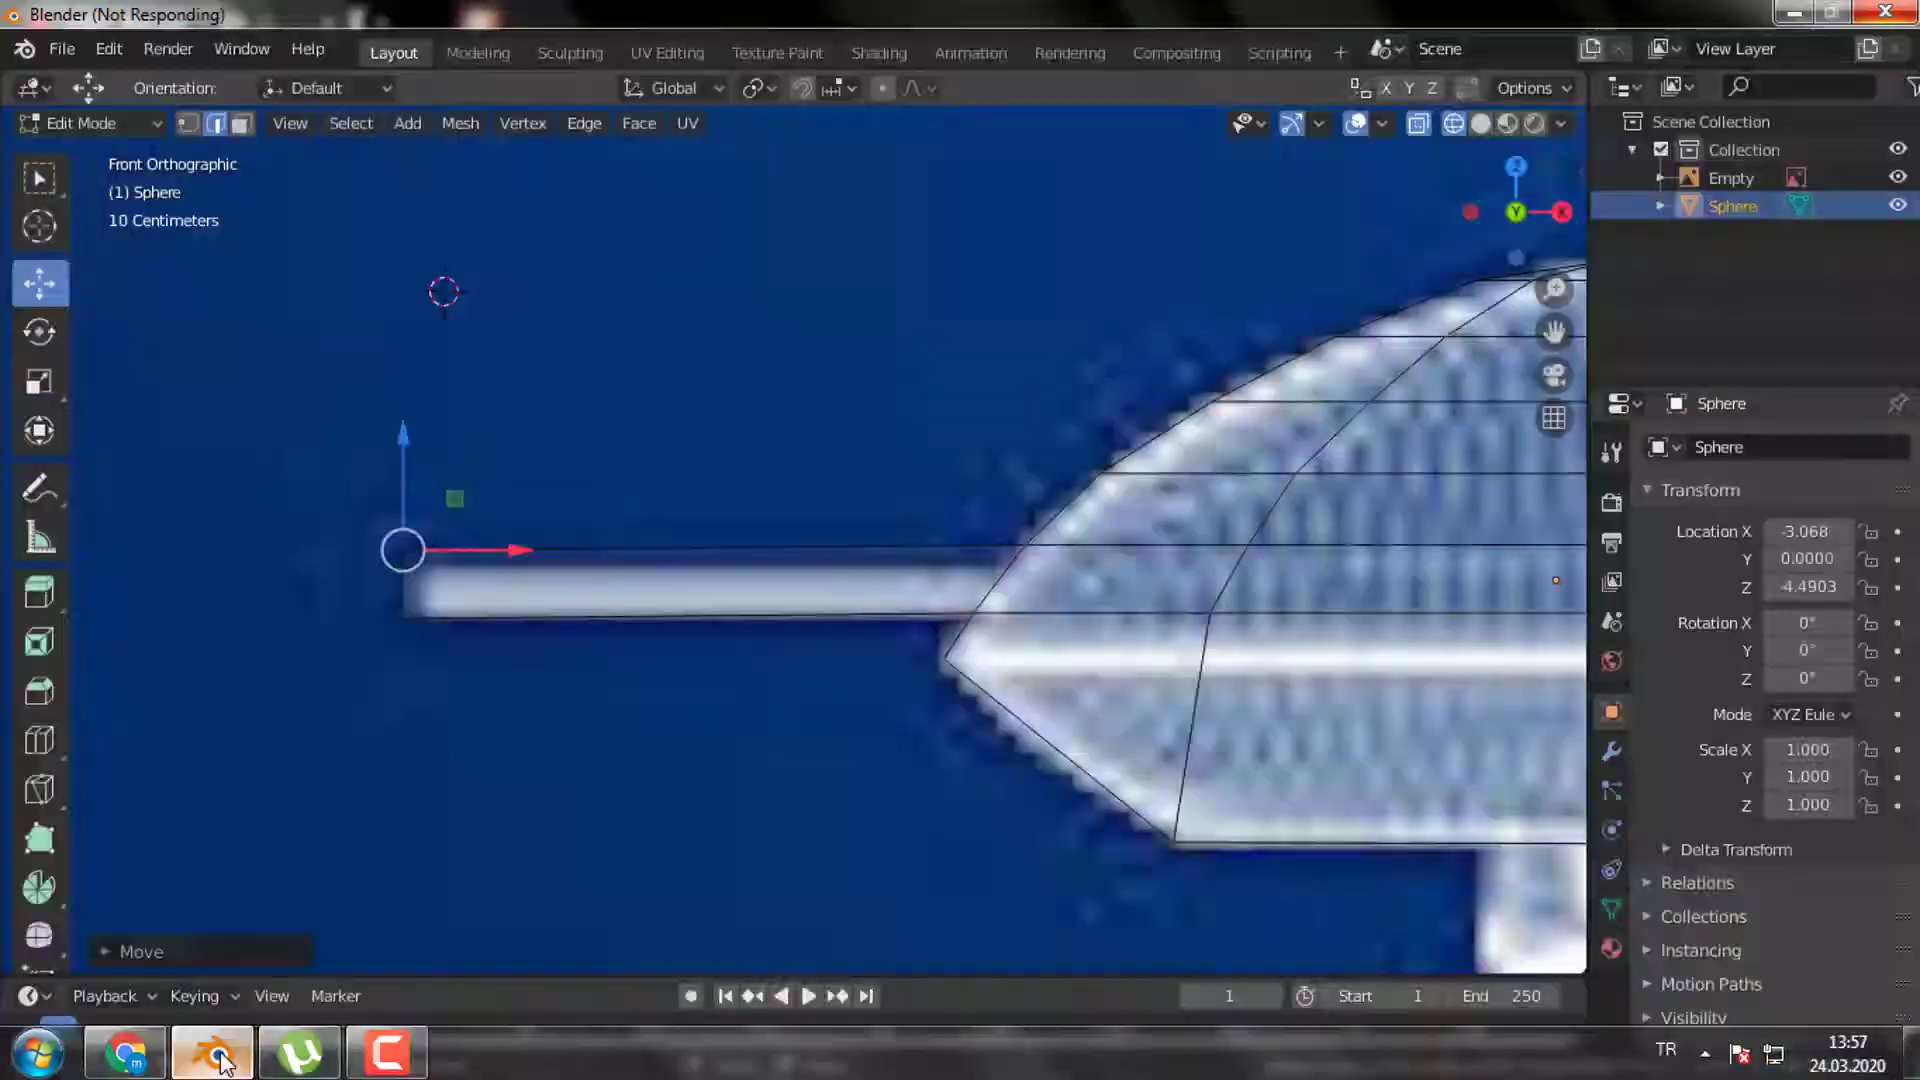 Blender (Not Responding)
File Edit Render Window Help
Layout Modeling Sculpting UV Editing Texture Paint Shading Animation Rendering Compositing Scripting +
Scene
View Layer
Orientation: Default
Global
X Y Z
Options
Edit Mode
View Select Add Mesh Vertex Edge Face UV
Front Orthographic
(1) Sphere
10 Centimeters
Z
Y
X
Scene Collection
Collection
Empty
Sphere
Sphere
Sphere
Transform
Location X -3.068
Y 0.0000
Z -4.4903
Rotation X 0°
Y 0°
Z 0°
Mode XYZ Eule
Scale X 1.000
Y 1.000
Z 1.000
Delta Transform
Relations
Collections
Instancing
Motion Paths
Visibility
Move
Playback Keying View Marker
1
Start 1
End 250
m
TR
13:57
24.03.2020